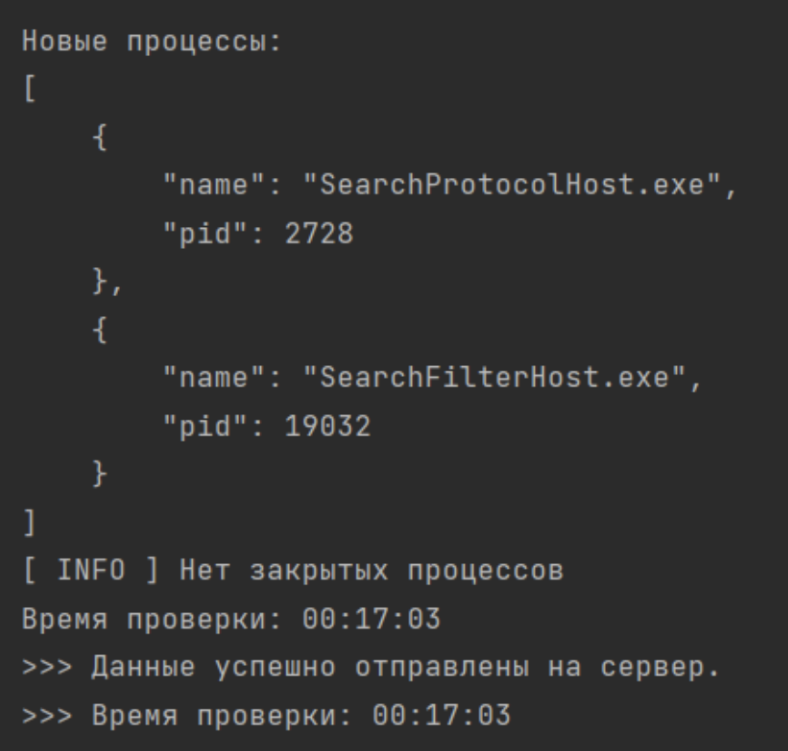 Новые процессы:
[
    {
        "name": "SearchProtocolHost.exe",
        "pid": 2728
    },
    {
        "name": "SearchFilterHost.exe",
        "pid": 19032
    }
]
[ INFO ] Нет закрытых процессов
Время проверки: 00:17:03
>>> Данные успешно отправлены на сервер.
>>> Время проверки: 00:17:03